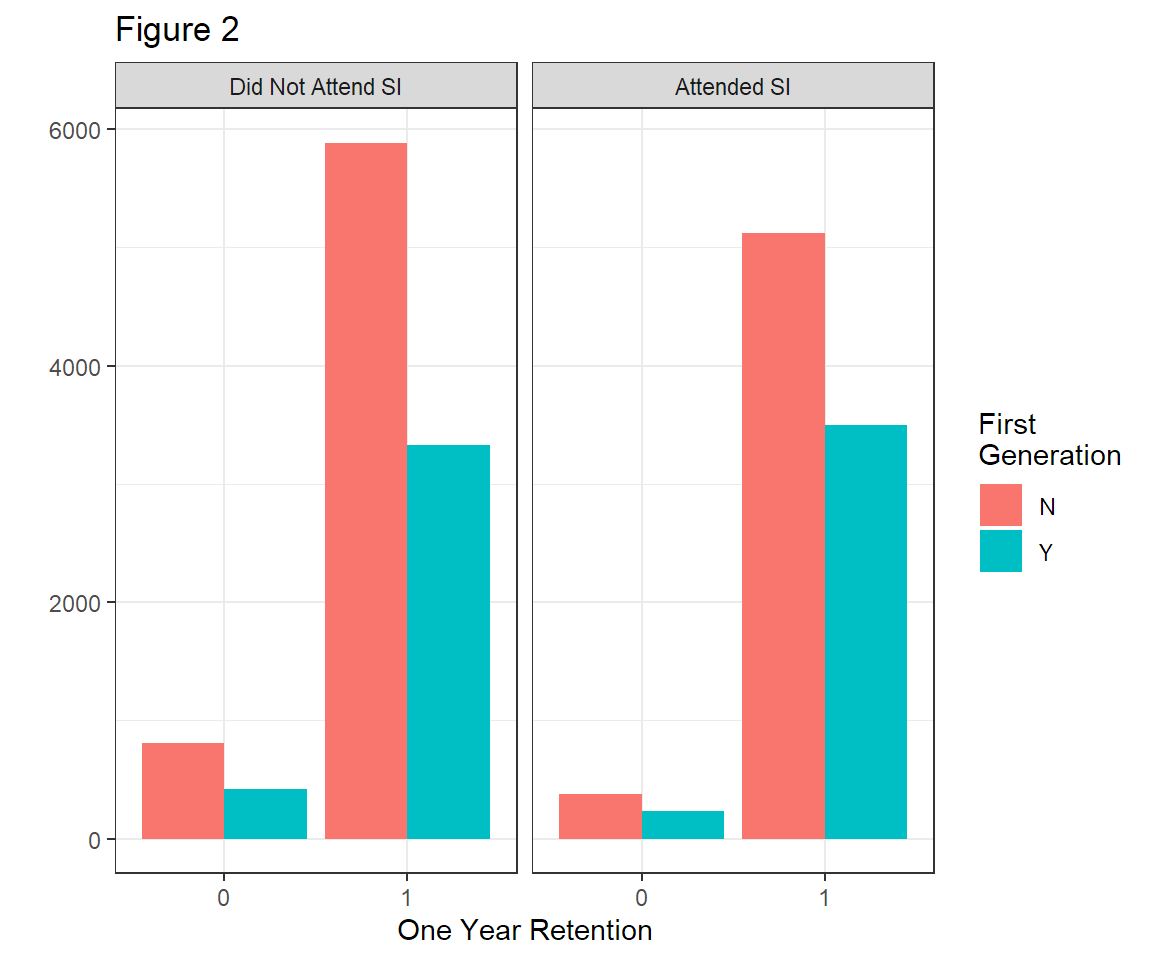 Figure 2
Did Not Attend SI
Attended SI
6000
4000
2000
0
0
1
0
1
One Year Retention
First
Generation
N
Y